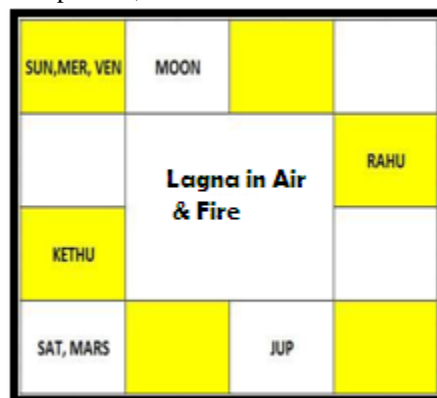 SUN,MER, VEN MOON
RAHU
Lagna in Air
& Fire
KETHU
SAT, MARS JUP